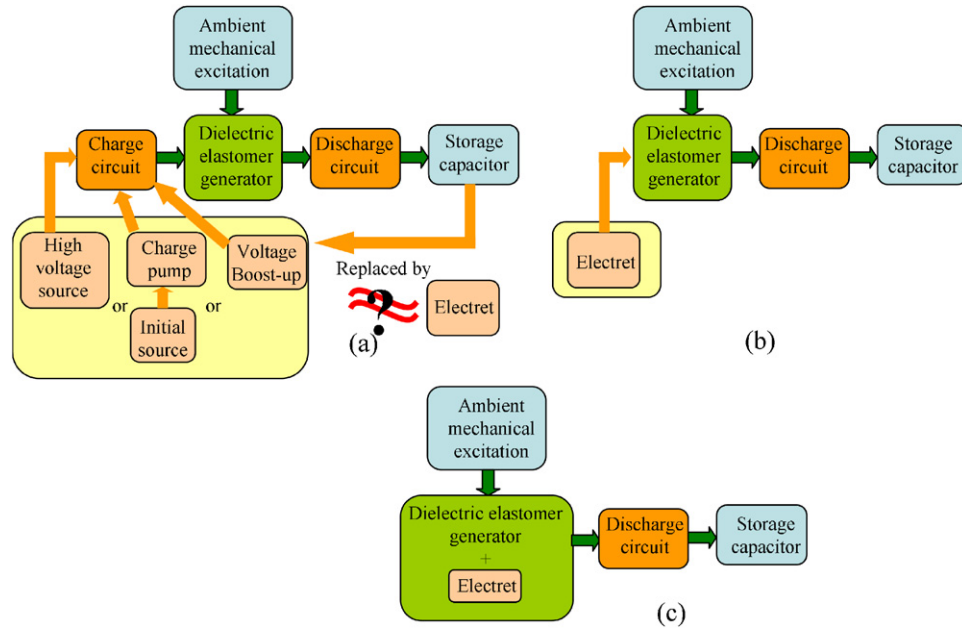 Ambient
mechanical
excitation
Charge
circuit
Dielectric
elastomer
generator
Discharge
circuit
Storage
capacitor
High
voltage
source
or
Charge
pump
Initial
source
or
Voltage
Boost-up
Replaced by
?
Electret
(a)
Ambient
mechanical
excitation
Dielectric
elastomer
generator
Discharge
circuit
Storage
capacitor
Electret
(b)
Ambient
mechanical
excitation
Dielectric elastomer
generator
+
Electret
Discharge
circuit
Storage
capacitor
(c)